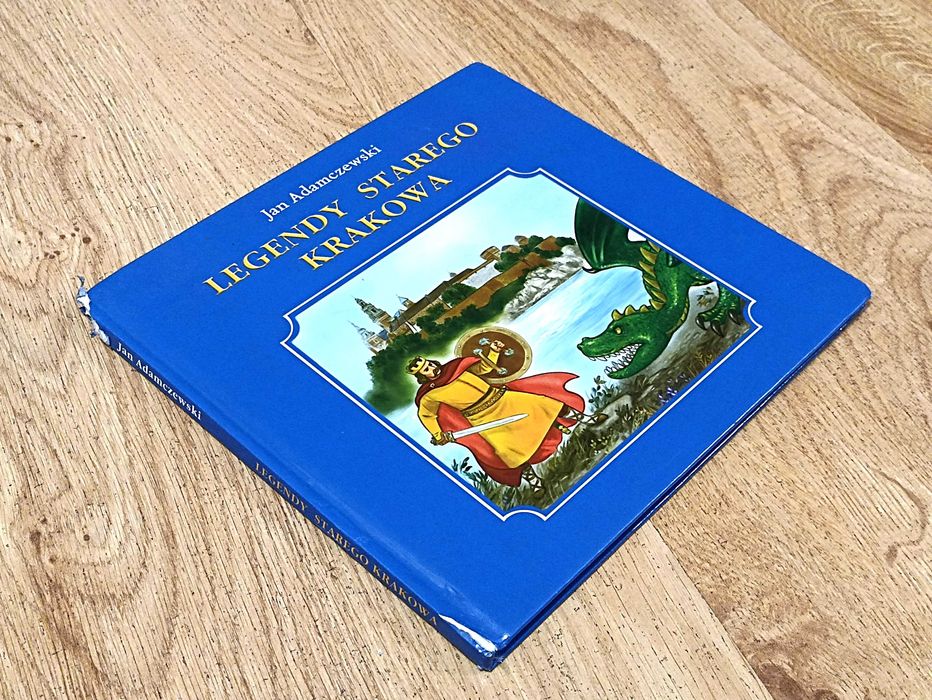 Jan Adamczewski
LEGENDY STAREGO
KRAKOWA
Jan Adamczewski
LEGENDY STAREGO KRAKOWA